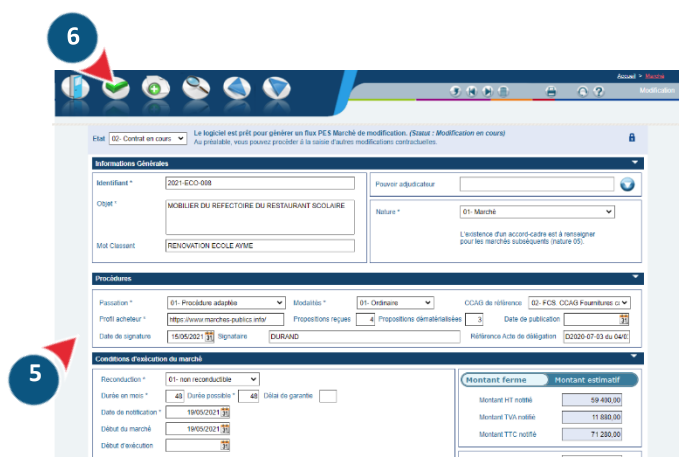 6
Accueil > Marché
Modification
Etat 02- Contrat en cours Le logiciel est prêt pour générer un flux PES Marché de modification. (Statut : Modification en cours)
Au préalable, vous pouvez procéder à la saisie d'autres modifications contractuelles.
Informations Générales
Identifiant * 2021-ECO-008 Pouvoir adjudicateur
Objet * MOBILIER DU REFECTOIRE DU RESTAURANT SCOLAIRE
Nature * 01- Marché
L'existence d'un accord-cadre est à renseigner
pour les marchés subséquents (nature 05).
Mot Classant RENOVATION ECOLE AYME
Procédures
Passation * 01- Procédure adaptée Modalités * 01- Ordinaire CCAG de référence 02- FCS: CCAG Fournitures c
Profil acheteur * https://www.marches-publics.info/ Propositions reçues 4 Propositions dématérialisées 3 Date de publication
Date de signature 15/05/2021 Signataire DURAND Référence Acte de délégation D2020-07-03 du 04/0
5
Conditions d'exécution du marché
Reconduction * 01- non reconductible
Montant ferme Montant estimatif
Durée en mois * 48 Durée possible * 48 Délai de garantie
Montant HT notifié 59 400,00
Date de notification * 19/05/2021
Montant TVA notifié 11 880,00
Début du marché 19/05/2021
Montant TTC notifié 71 280,00
Début d'exécution